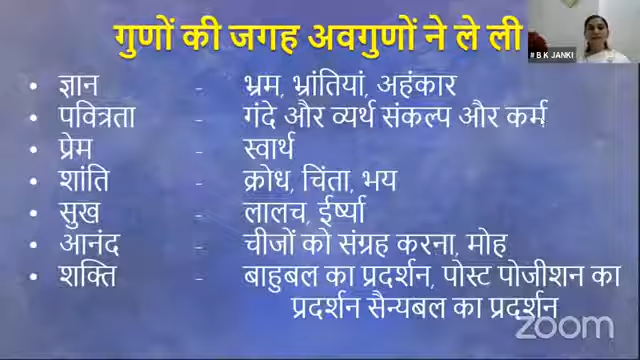 गुणों की जगह अवगुणों ने ले ली
# B K JANKI
• ज्ञान - भ्रम, भ्रांतियां, अहंकार
• पवित्रता - गंदे और व्यर्थ संकल्प और कर्म
• प्रेम - स्वार्थ
• शांति - क्रोध, चिंता, भय
• सुख - लालच, ईर्ष्या
• आनंद - चीजों को संग्रह करना, मोह
• शक्ति - बाहुबल का प्रदर्शन, पोस्ट पोजीशन का
प्रदर्शन सैन्यबल का प्रदर्शन
zoom